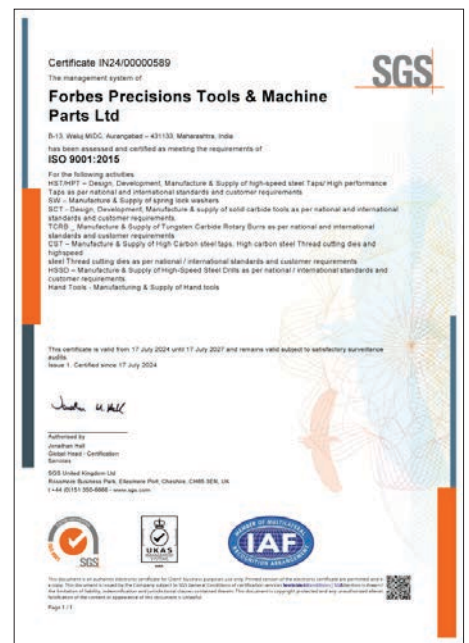 Certificate IN24/00000589
SGS
The management system of
Forbes Precisions Tools & Machine
Parts Ltd
B-13, Waluj MIDC, Aurangabad – 431133, Maharashtra, India
has been assessed and certified as meeting the requirements of
ISO 9001:2015
For the following activities
HST/HPT – Design, Development, Manufacture & Supply of high-speed steel Taps/ High performance
Taps as per national and international standards and customer requirements.
SW – Manufacture & Supply of spring lock washers
SCT - Design, Development, Manufacture & supply of solid carbide tools as per national and international
standards and customer requirements.
TCRB _ Manufacture & Supply of Tungsten Carbide Rotary Burrs as per national and international
standards and customer requirements
CST – Manufacture & Supply of High Carbon steel taps, High carbon steel Thread cutting dies and
highspeed
steel Thread cutting dies as per national / international standards and customer requirements
HSSD – Manufacture & Supply of High-Speed Steel Drills as per national / international standards and
customer requirements
Hand Tools - Manufacturing & Supply of Hand tools
This certificate is valid from 17 July 2024 until 17 July 2027 and remains valid subject to satisfactory surveillance
audits.
Issue 1. Certified since 17 July 2024
Authorised by
Jonathan Hall
Global Head - Certification
Services
SGS United Kingdom Ltd
Rossmore Business Park, Ellesmere Port, Cheshire, CH65 3EN, UK
t +44 (0)151 350-6666 - www.sgs.com
SGS
UKAS
MANAGEMENT
SYSTEMS
MEMBER OF MULTILATERAL
IAF
RECOGNITION ARRANGEMENT
Page 1 / 1